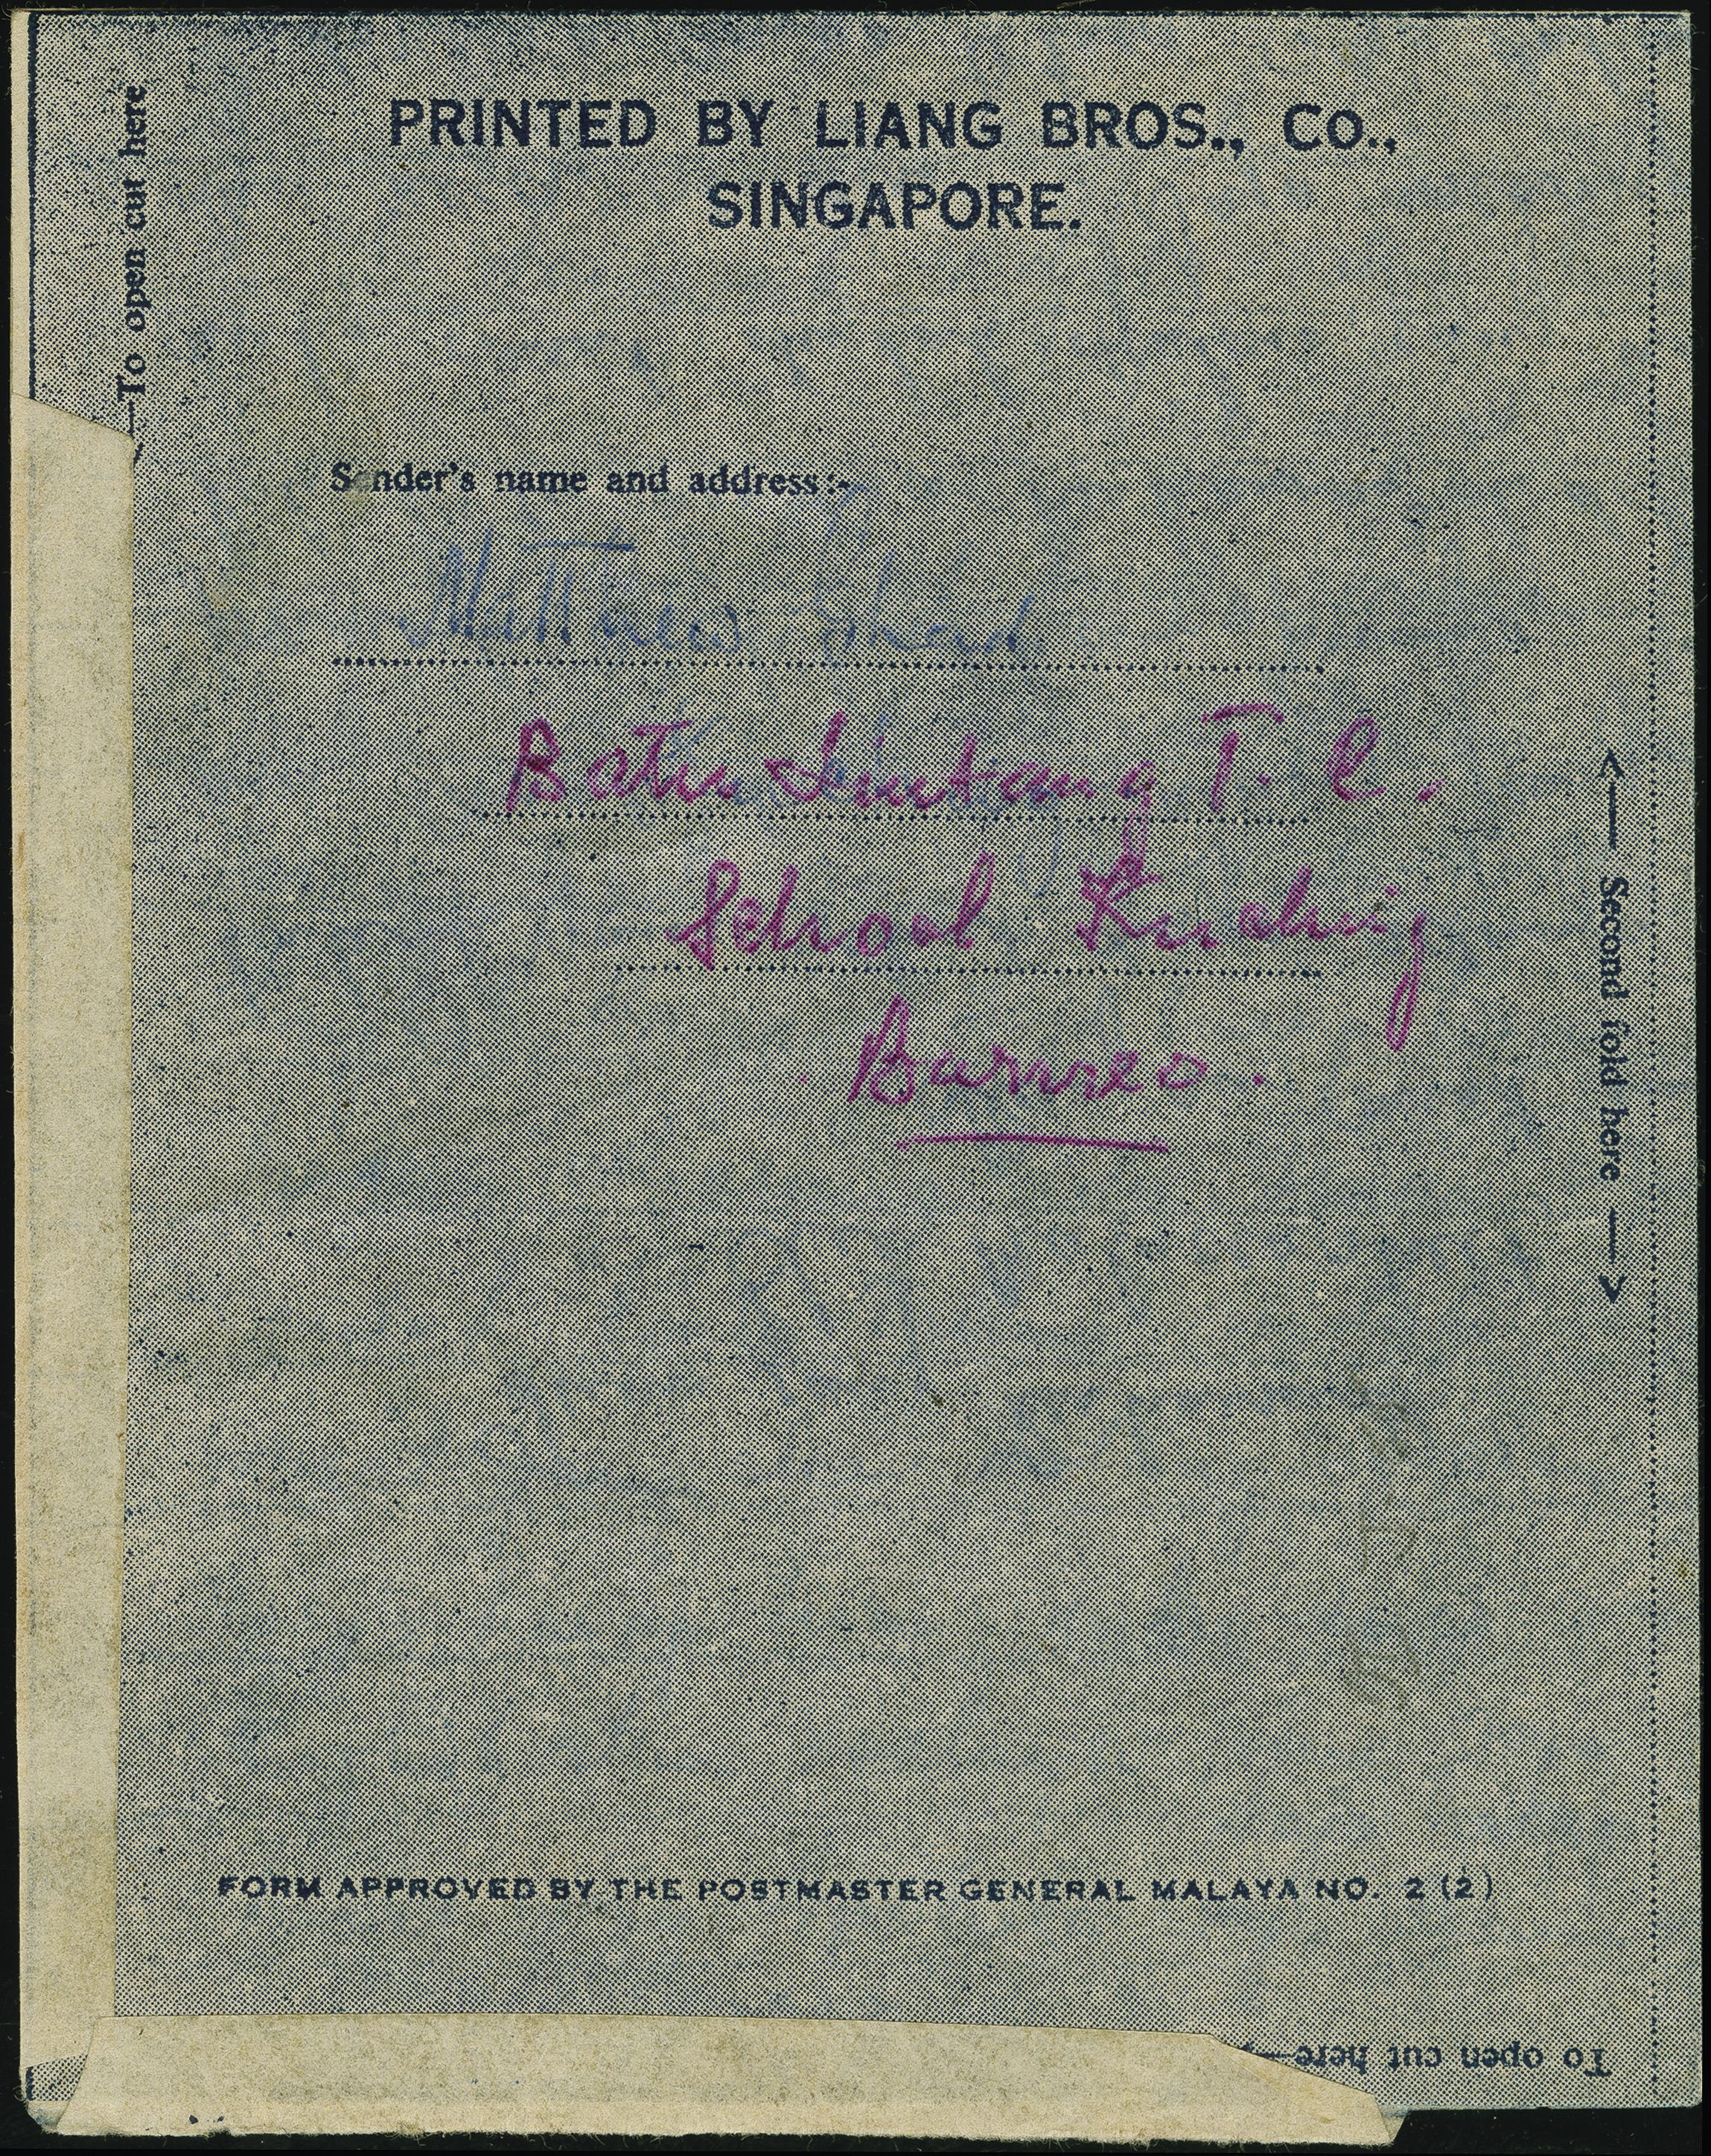 PRINTED BY LIANG BROS., Co.,
SINGAPORE.
←To open cut here
Sender's name and address:-
Matthew
Batu Lintang T. C.
School Kuching
Borneo.
← Second fold here →
FORM APPROVED BY THE POSTMASTER GENERAL MALAYA NO. 2 (2)
To open cut here→